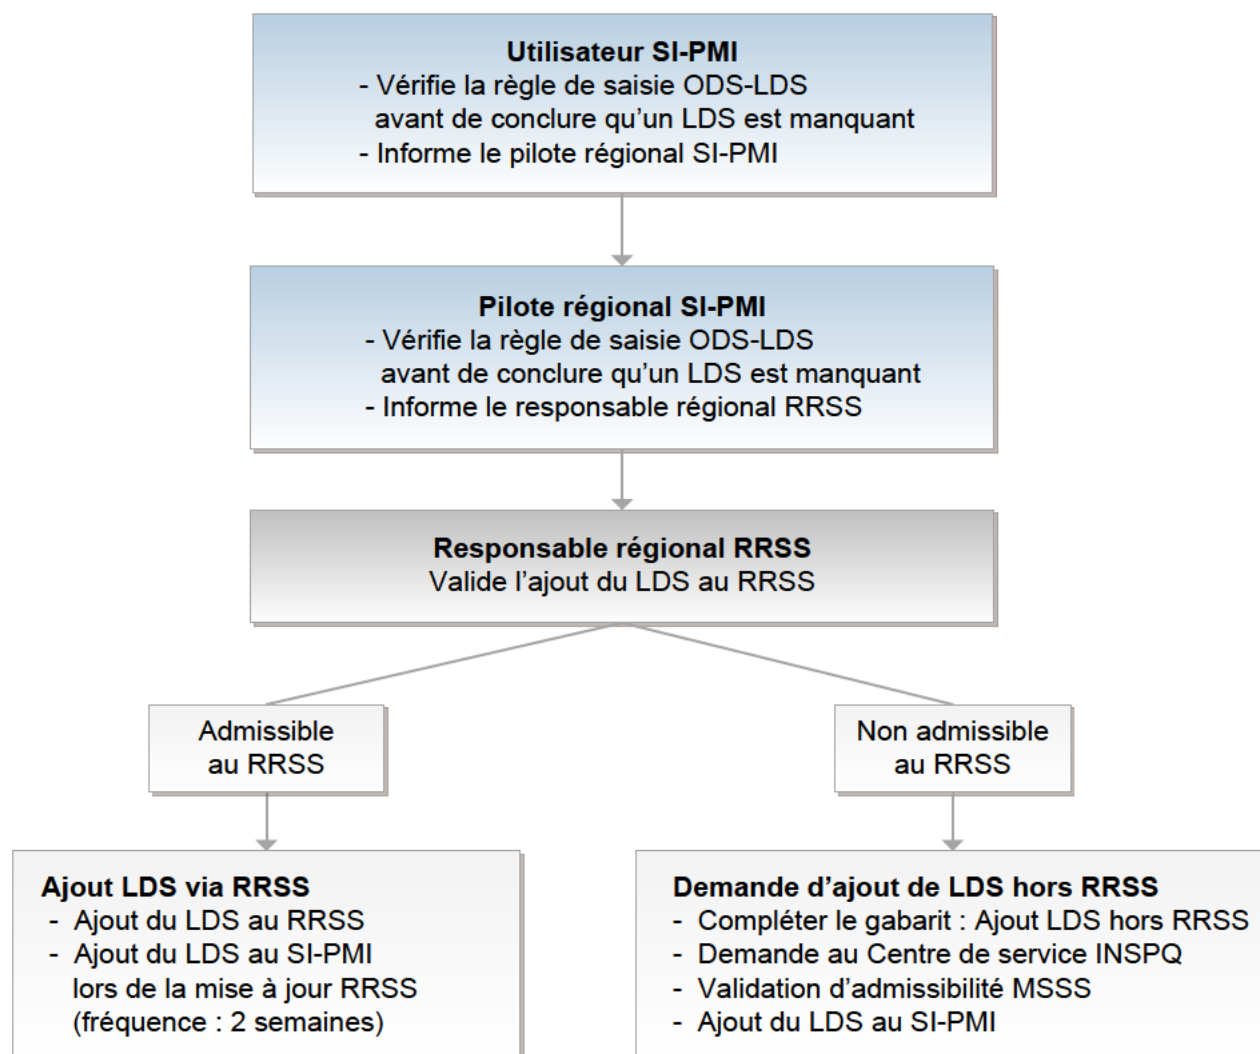 Utilisateur SI-PMI
- Vérifie la règle de saisie ODS-LDS
avant de conclure qu’un LDS est manquant
- Informe le pilote régional SI-PMI
Pilote régional SI-PMI
- Vérifie la règle de saisie ODS-LDS
avant de conclure qu’un LDS est manquant
- Informe le responsable régional RRSS
Responsable régional RRSS
Valide l’ajout du LDS au RRSS
Admissible
au RRSS
Non admissible
au RRSS
Ajout LDS via RRSS
- Ajout du LDS au RRSS
- Ajout du LDS au SI-PMI
lors de la mise à jour RRSS
(fréquence : 2 semaines)
Demande d’ajout de LDS hors RRSS
- Compléter le gabarit : Ajout LDS hors RRSS
- Demande au Centre de service INSPQ
- Validation d’admissibilité MSSS
- Ajout du LDS au SI-PMI